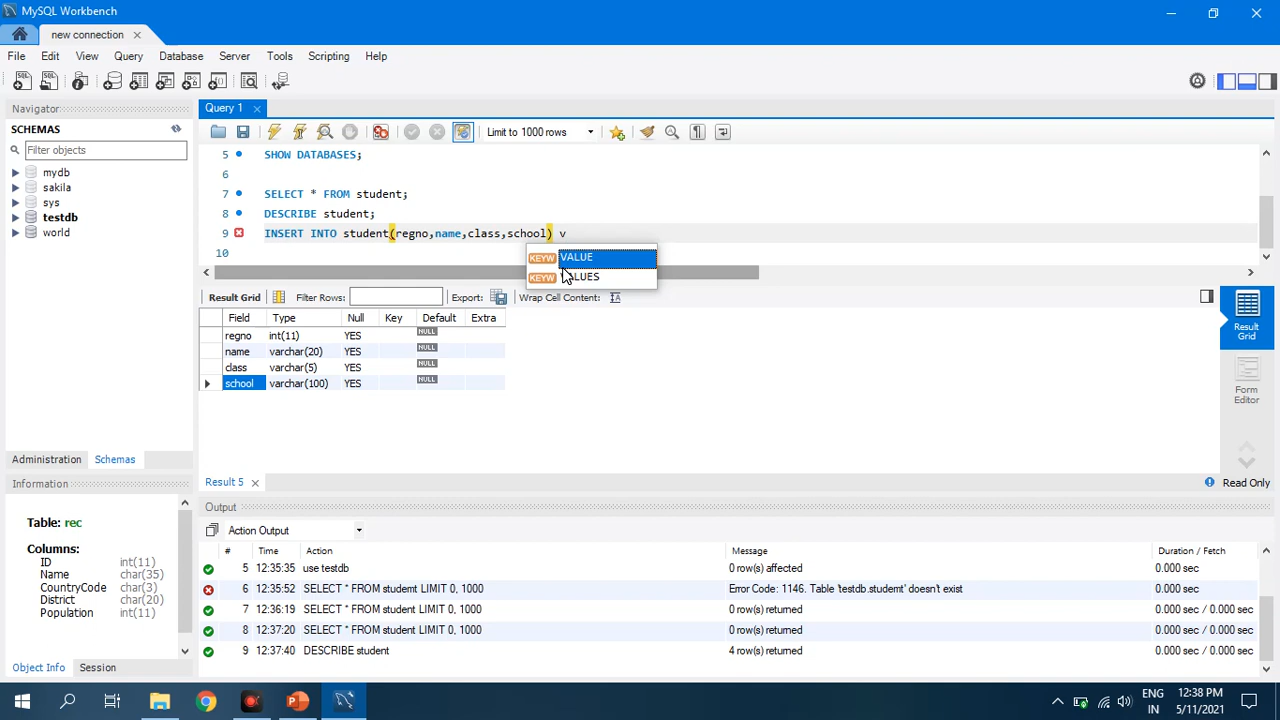 MySQL Workbench
new connection
File Edit View Query Database Server Tools Scripting Help
Navigator
SCHEMAS
Filter objects
mydb
sakila
sys
testdb
world
Administration Schemas
Information
Table: rec
Columns:
ID int(11)
Name char(35)
CountryCode char(3)
District char(20)
Population int(11)
Object Info Session
Query 1
Limit to 1000 rows
5 SHOW DATABASES;
6
7 SELECT * FROM student;
8 DESCRIBE student;
9 INSERT INTO student(regno,name,class,school) v
10
KEYW VALUE
KEYW VALUES
Result Grid Filter Rows: Export: Wrap Cell Content: IA
Field Type Null Key Default Extra
regno int(11) YES NULL
name varchar(20) YES NULL
class varchar(5) YES NULL
school varchar(100) YES NULL
Result Grid
Form Editor
Result 5 Read Only
Output
Action Output
# Time Action Message Duration / Fetch
5 12:35:35 use testdb 0 row(s) affected 0.000 sec
6 12:35:52 SELECT * FROM student LIMIT 0, 1000 Error Code: 1146. Table 'testdb.student' doesn't exist 0.000 sec
7 12:36:19 SELECT * FROM student LIMIT 0, 1000 0 row(s) returned 0.000 sec / 0.000 sec
8 12:37:20 SELECT * FROM student LIMIT 0, 1000 0 row(s) returned 0.000 sec / 0.000 sec
9 12:37:40 DESCRIBE student 4 row(s) returned 0.000 sec / 0.000 sec
ENG 12:38 PM
IN 5/11/2021